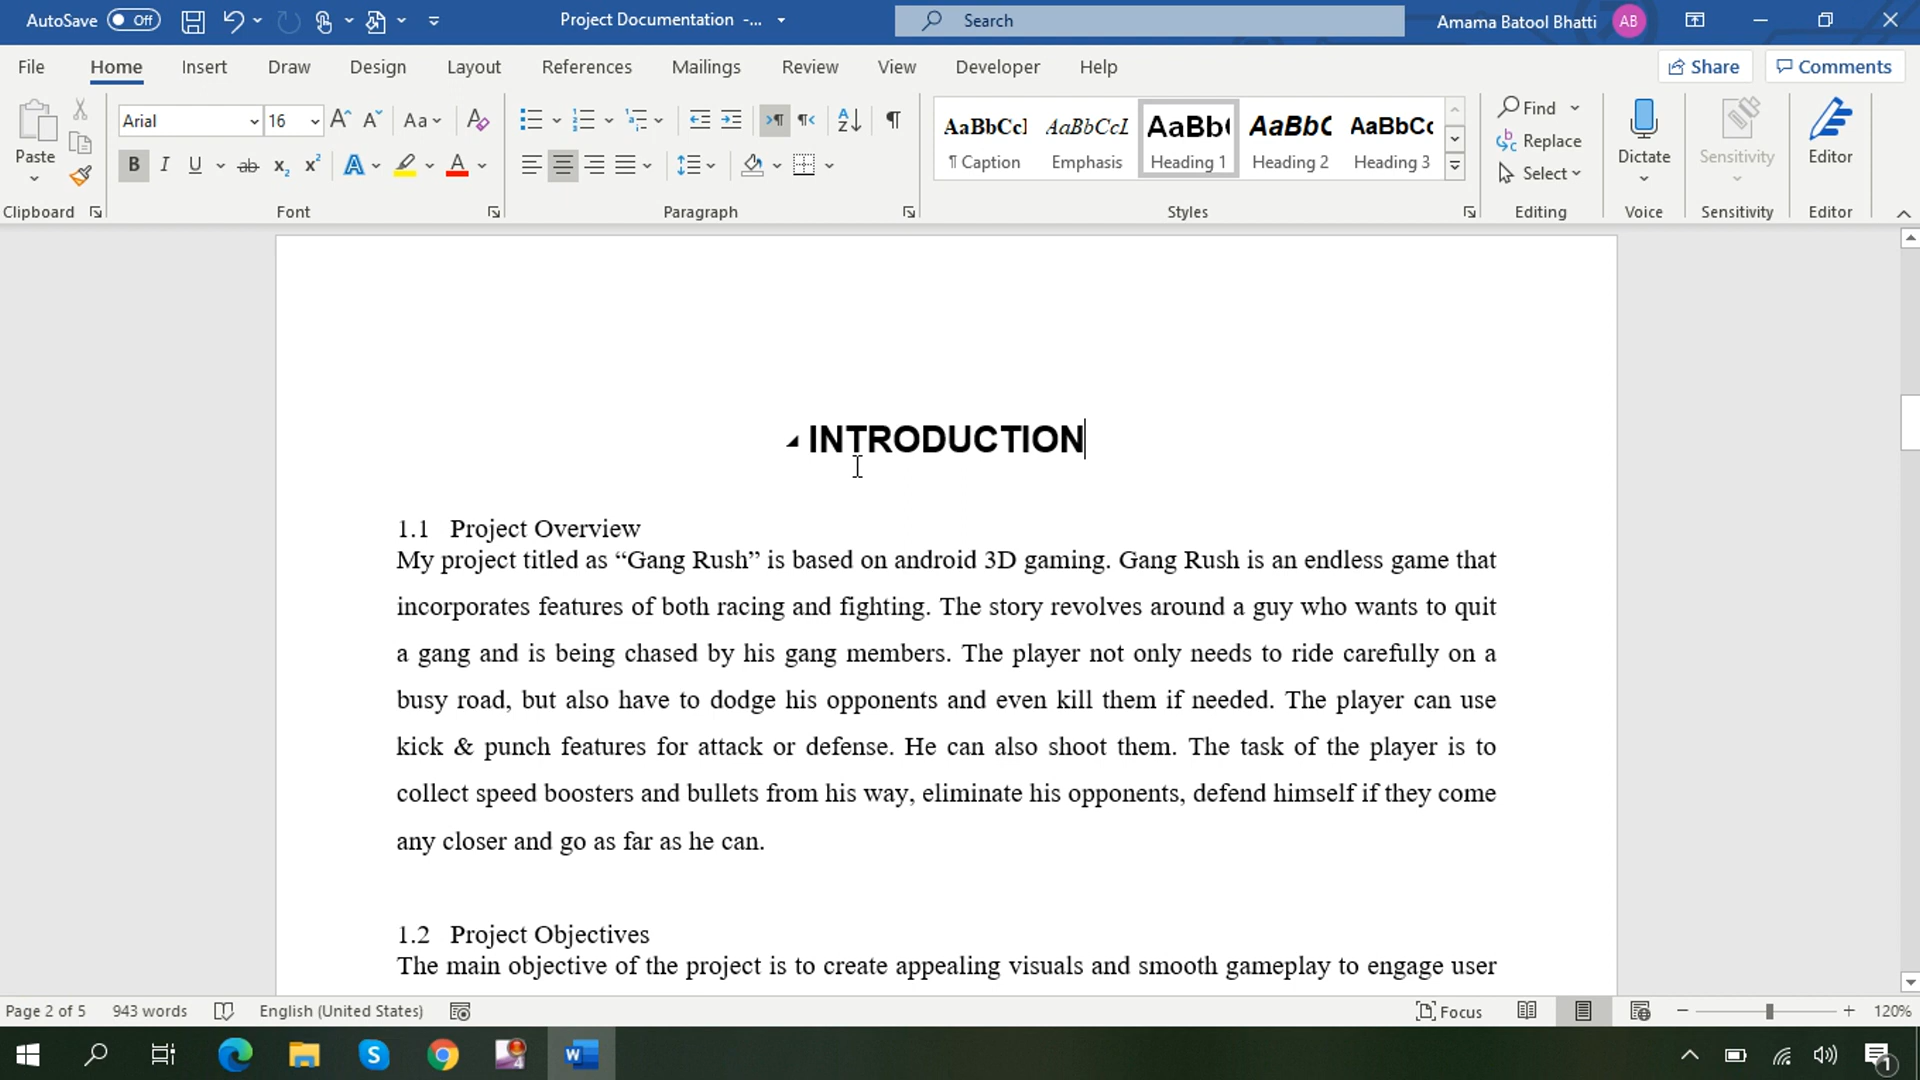 AutoSave Off Project Documentation -... Search Amama Batool Bhatti AB
File Home Insert Draw Design Layout References Mailings Review View Developer Help Share Comments
Arial 16 Aa
Paste
B I U ab x₂ x² A A
AaBbCcI AaBbCcL AaBb( AaBbC AaBbCc
¶ Caption Emphasis Heading 1 Heading 2 Heading 3
Find
Replace
Select
Dictate Sensitivity Editor
Clipboard Font Paragraph Styles Editing Voice Sensitivity Editor
INTRODUCTION
1.1 Project Overview
My project titled as “Gang Rush” is based on android 3D gaming. Gang Rush is an endless game that
incorporates features of both racing and fighting. The story revolves around a guy who wants to quit
a gang and is being chased by his gang members. The player not only needs to ride carefully on a
busy road, but also have to dodge his opponents and even kill them if needed. The player can use
kick & punch features for attack or defense. He can also shoot them. The task of the player is to
collect speed boosters and bullets from his way, eliminate his opponents, defend himself if they come
any closer and go as far as he can.
1.2 Project Objectives
The main objective of the project is to create appealing visuals and smooth gameplay to engage user
Page 2 of 5 943 words English (United States) Focus 120%
4 W 1